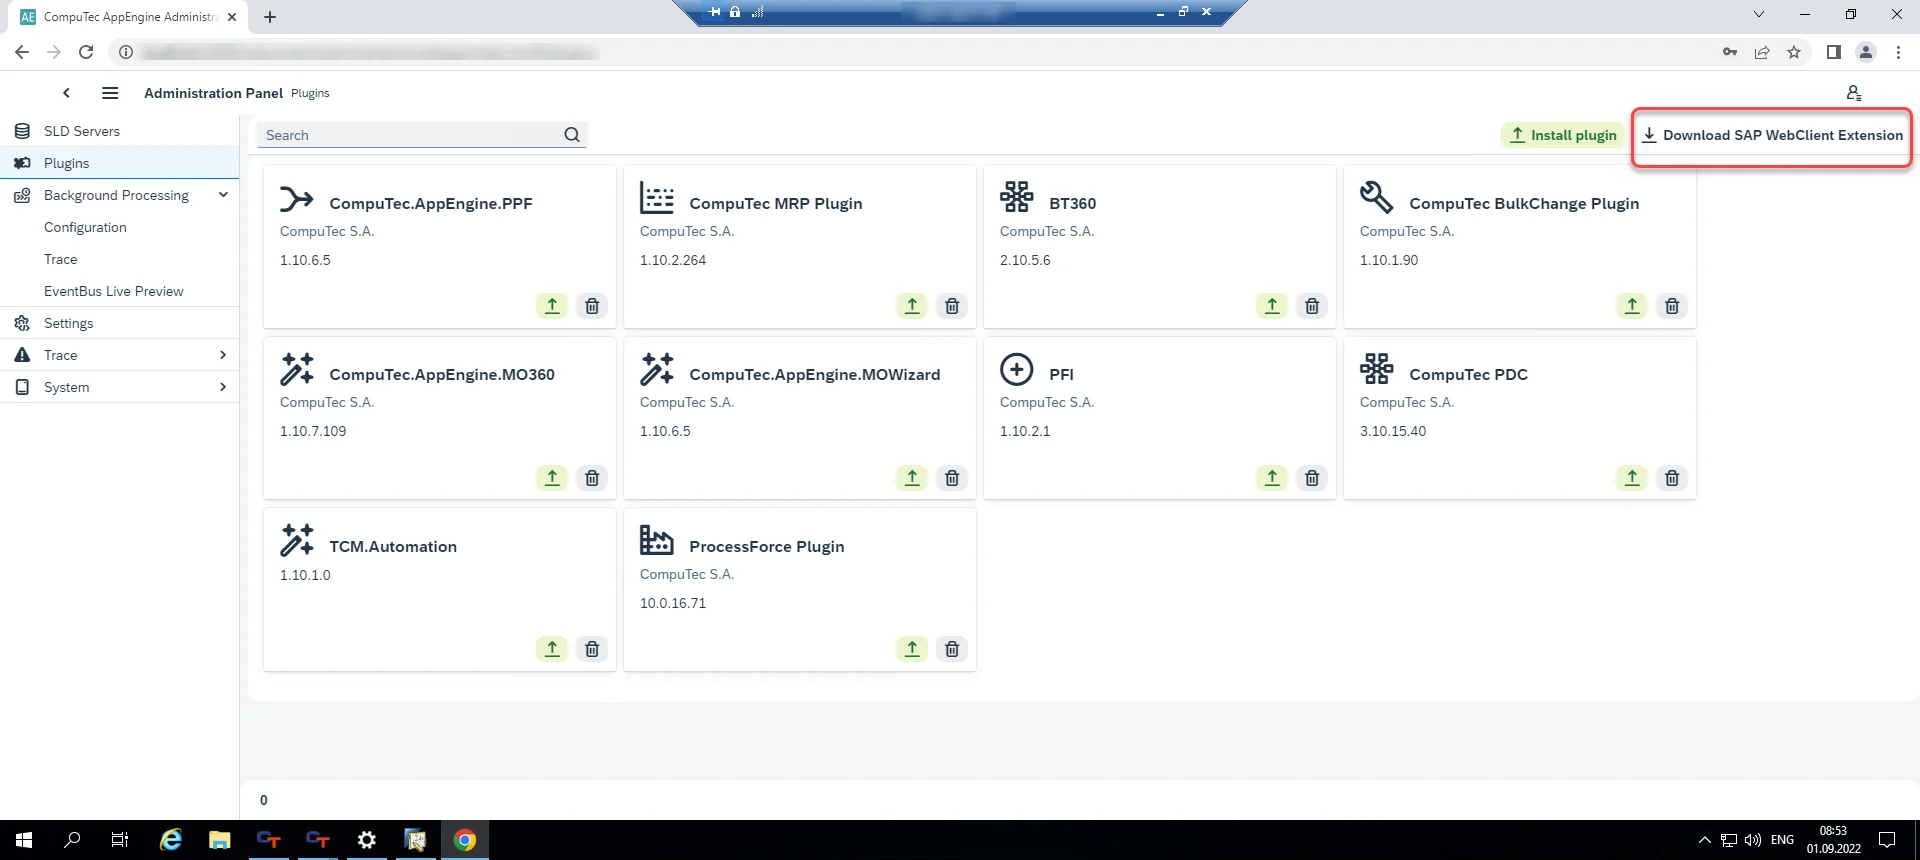 AE CompuTec AppEngine Administra
Administration Panel Plugins
SLD Servers
Plugins
Background Processing
Configuration
Trace
EventBus Live Preview
Settings
Trace
System
Search
Install plugin
Download SAP WebClient Extension
CompuTec.AppEngine.PPF
CompuTec S.A.
1.10.6.5
CompuTec MRP Plugin
CompuTec S.A.
1.10.2.264
BT360
CompuTec S.A.
2.10.5.6
CompuTec BulkChange Plugin
CompuTec S.A.
1.10.1.90
CompuTec.AppEngine.MO360
CompuTec S.A.
1.10.7.109
CompuTec.AppEngine.MOWizard
CompuTec S.A.
1.10.6.5
PFI
CompuTec S.A.
1.10.2.1
CompuTec PDC
CompuTec S.A.
3.10.15.40
TCM.Automation
1.10.1.0
ProcessForce Plugin
CompuTec S.A.
10.0.16.71
0
CT
CT
ENG
08:53
01.09.2022